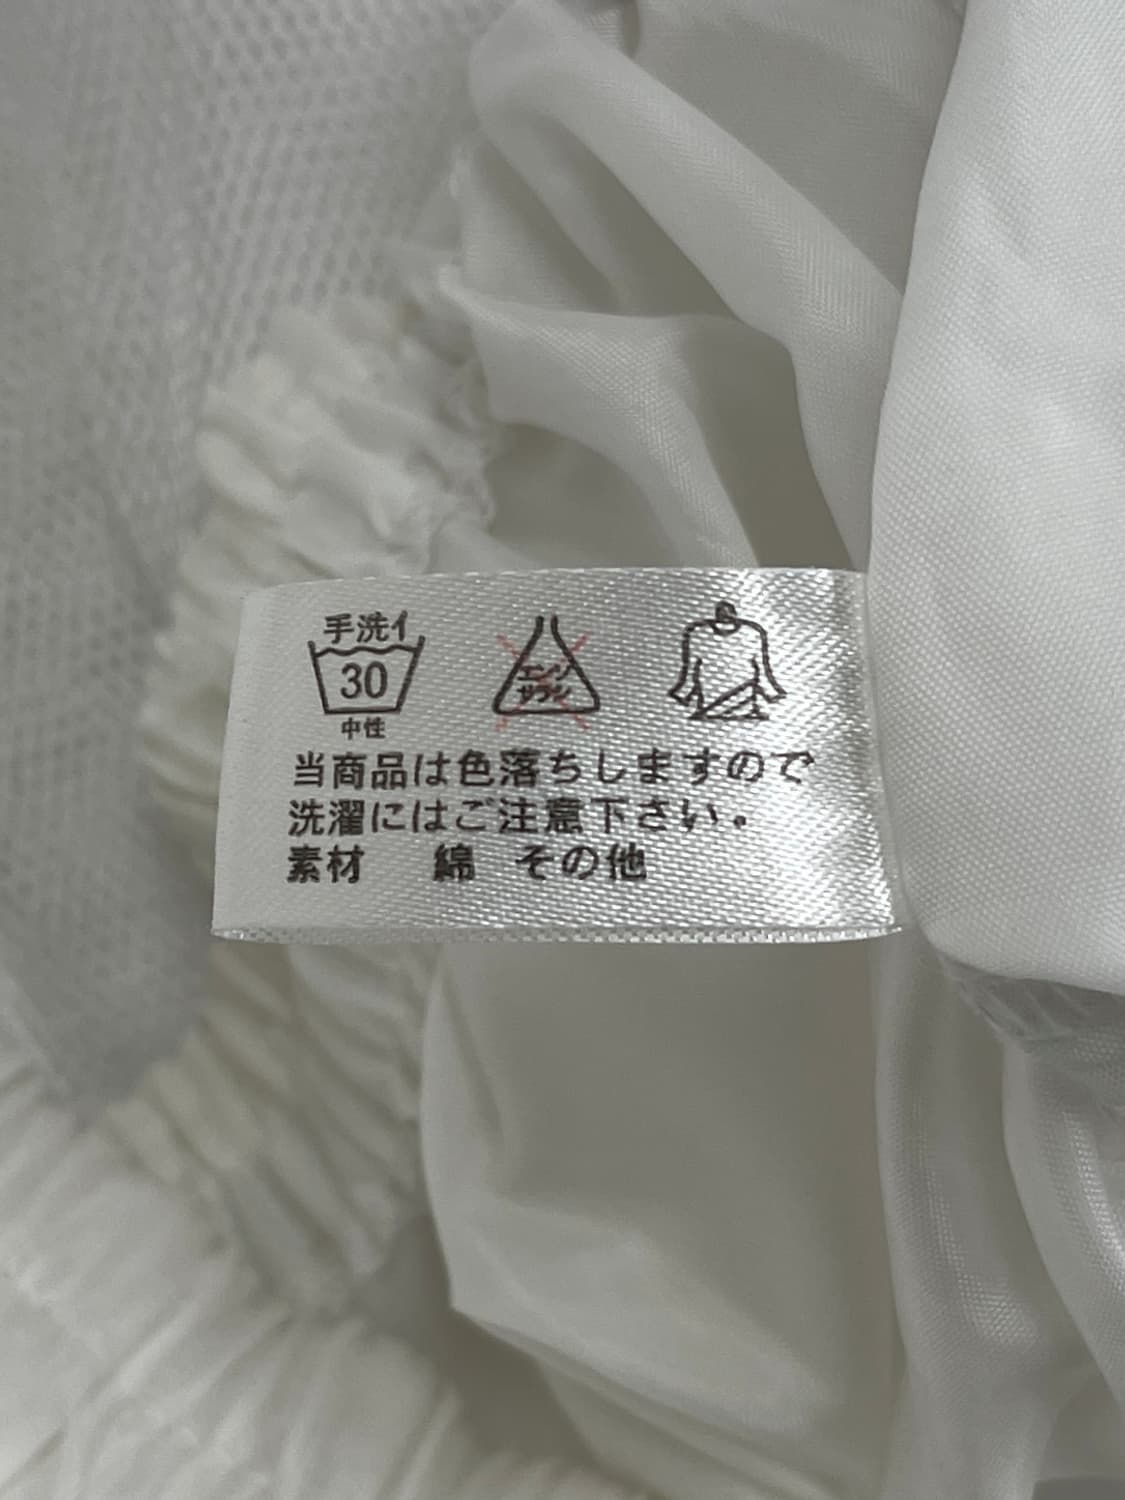 手洗イ
30
中性
エンソ
サラシ
当商品は色落ちしますので
洗濯にはご注意下さい。
素材 綿 その他